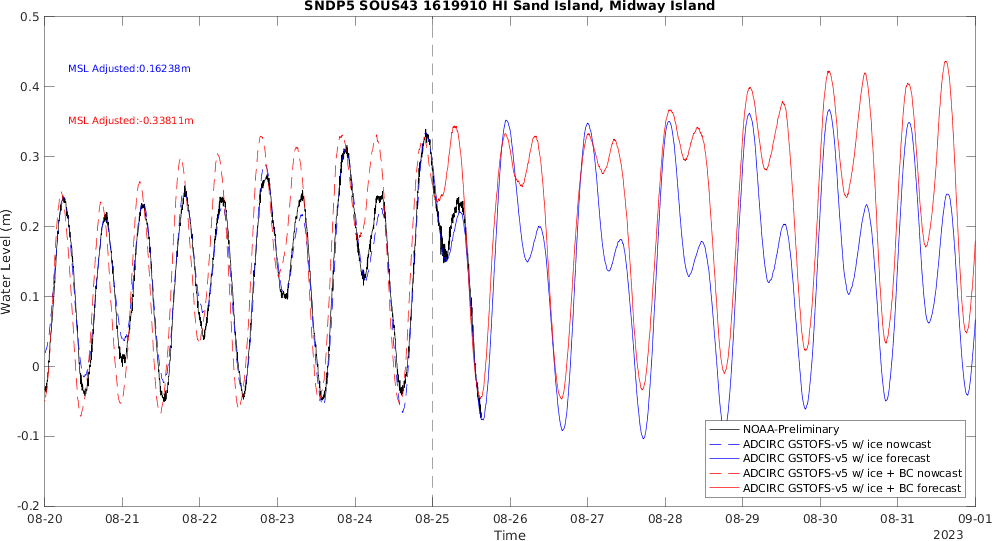 SNDP5 SOUS43 1619910 HI Sand Island, Midway Island
0.5
0.4
0.3
0.2
0.1
0
-0.1
-0.2
Water Level (m)
MSL Adjusted:0.16238m
MSL Adjusted:-0.33811m
NOAA-Preliminary
ADCIRC GSTOFS-v5 w/ ice nowcast
ADCIRC GSTOFS-v5 w/ ice forecast
ADCIRC GSTOFS-v5 w/ ice + BC nowcast
ADCIRC GSTOFS-v5 w/ ice + BC forecast
08-20 08-21 08-22 08-23 08-24 08-25 08-26 08-27 08-28 08-29 08-30 08-31 09-01
Time
2023